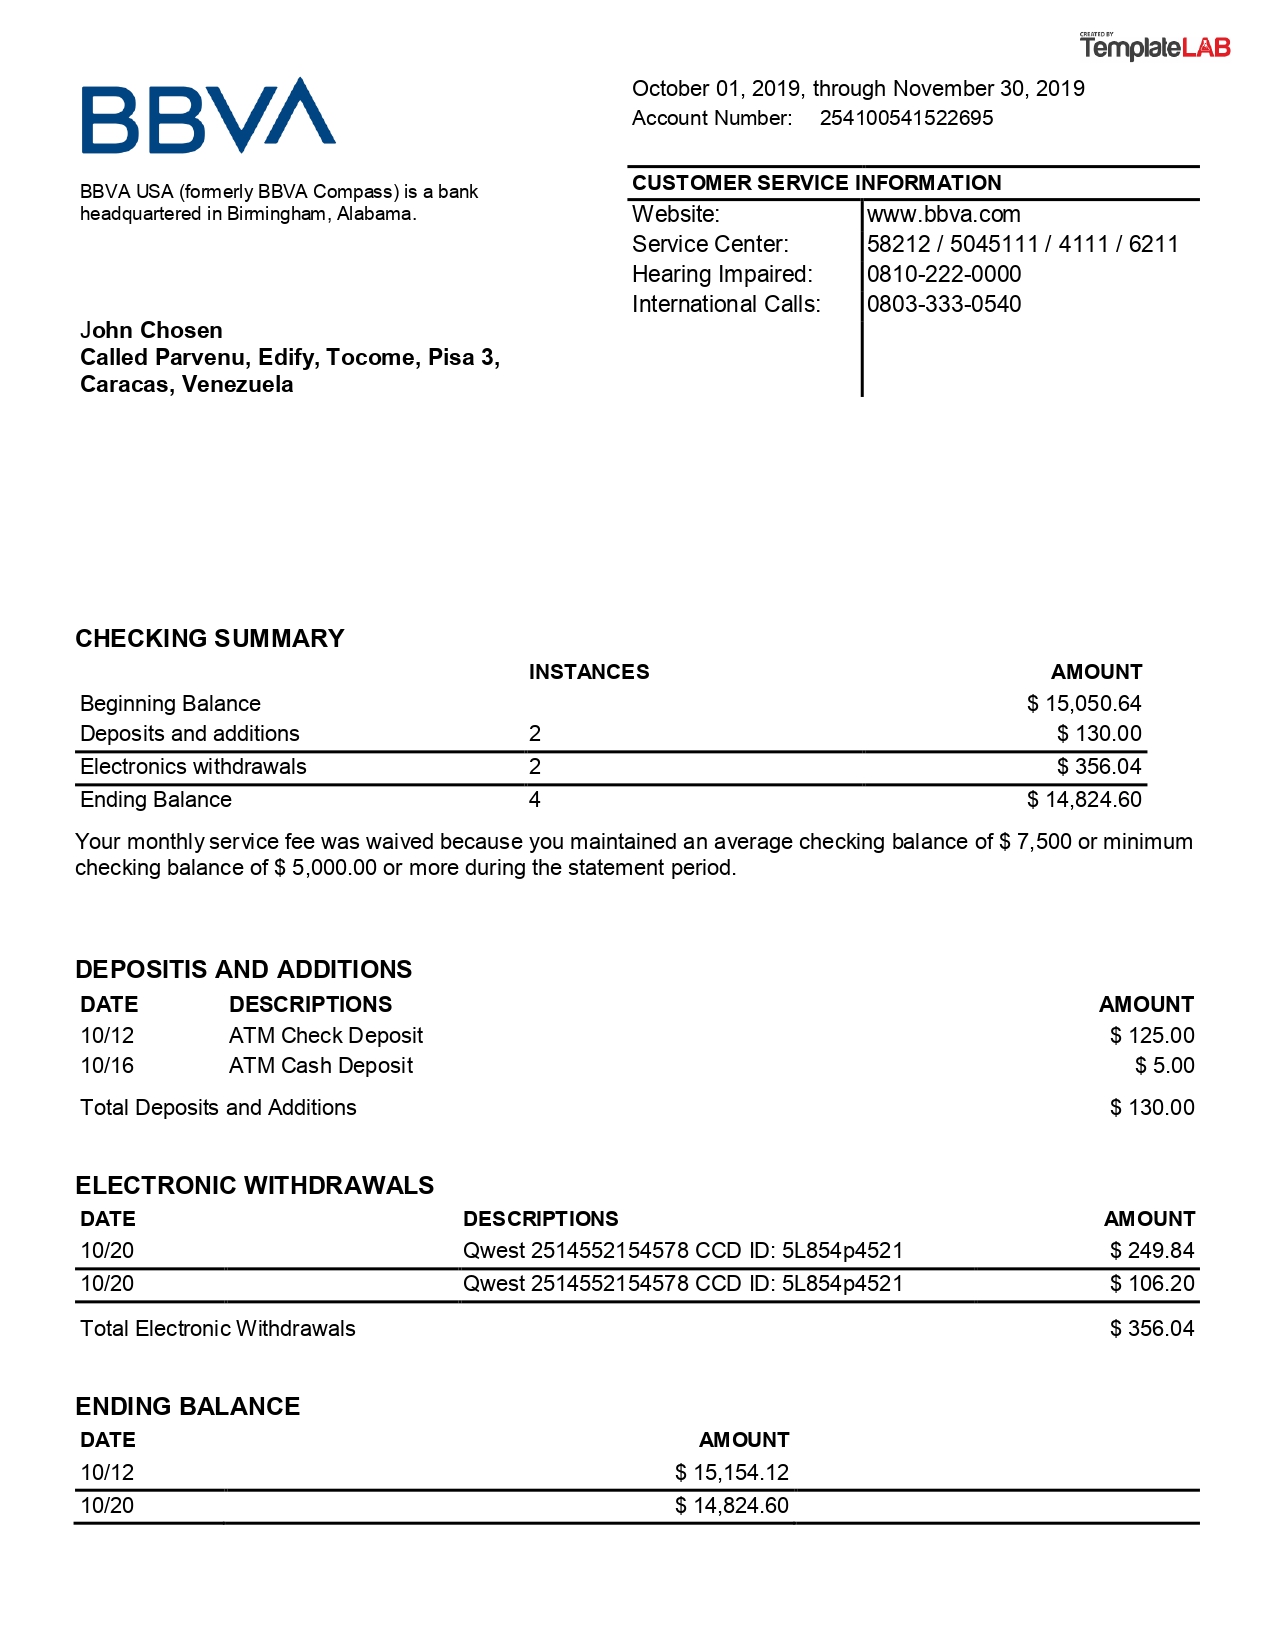 CREATED BY
TemplateLAB
BBVA
October 01, 2019, through November 30, 2019
Account Number: 254100541522695
BBVA USA (formerly BBVA Compass) is a bank
headquartered in Birmingham, Alabama.
CUSTOMER SERVICE INFORMATION
Website: www.bbva.com
Service Center: 58212 / 5045111 / 4111 / 6211
Hearing Impaired: 0810-222-0000
International Calls: 0803-333-0540
John Chosen
Called Parvenu, Edify, Tocome, Pisa 3,
Caracas, Venezuela
CHECKING SUMMARY
INSTANCES AMOUNT
Beginning Balance $ 15,050.64
Deposits and additions 2 $ 130.00
Electronics withdrawals 2 $ 356.04
Ending Balance 4 $ 14,824.60
Your monthly service fee was waived because you maintained an average checking balance of $ 7,500 or minimum
checking balance of $ 5,000.00 or more during the statement period.
DEPOSITIS AND ADDITIONS
DATE DESCRIPTIONS AMOUNT
10/12 ATM Check Deposit $ 125.00
10/16 ATM Cash Deposit $ 5.00
Total Deposits and Additions $ 130.00
ELECTRONIC WITHDRAWALS
DATE DESCRIPTIONS AMOUNT
10/20 Qwest 2514552154578 CCD ID: 5L854p4521 $ 249.84
10/20 Qwest 2514552154578 CCD ID: 5L854p4521 $ 106.20
Total Electronic Withdrawals $ 356.04
ENDING BALANCE
DATE AMOUNT
10/12 $ 15,154.12
10/20 $ 14,824.60